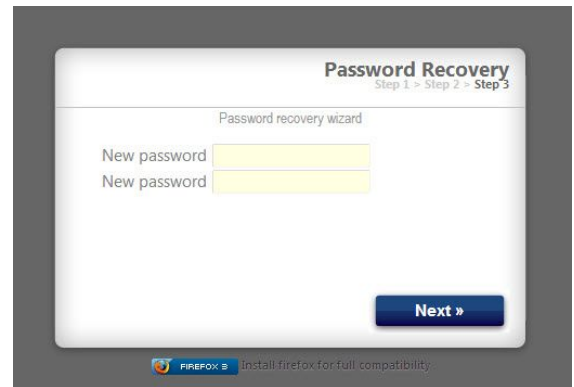 Password Recovery
Step 1 > Step 2 > Step 3
Password recovery wizard
New password
New password
Next »
FIREFOX 3 Install firefox for full compatibility